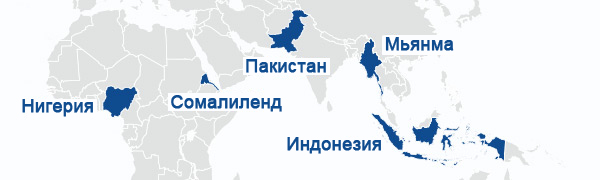 Мьянма
Пакистан
Нигерия
Сомалиленд
Индонезия